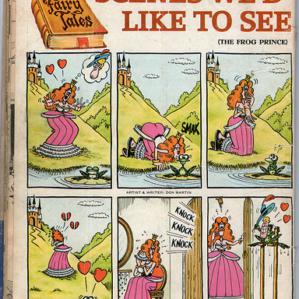 Fairy
Tales
SCENES WE'D
LIKE TO SEE
(THE FROG PRINCE)
SMAK
ARTIST & WRITER: DON MARTIN
KNOCK
KNOCK
KNOCK